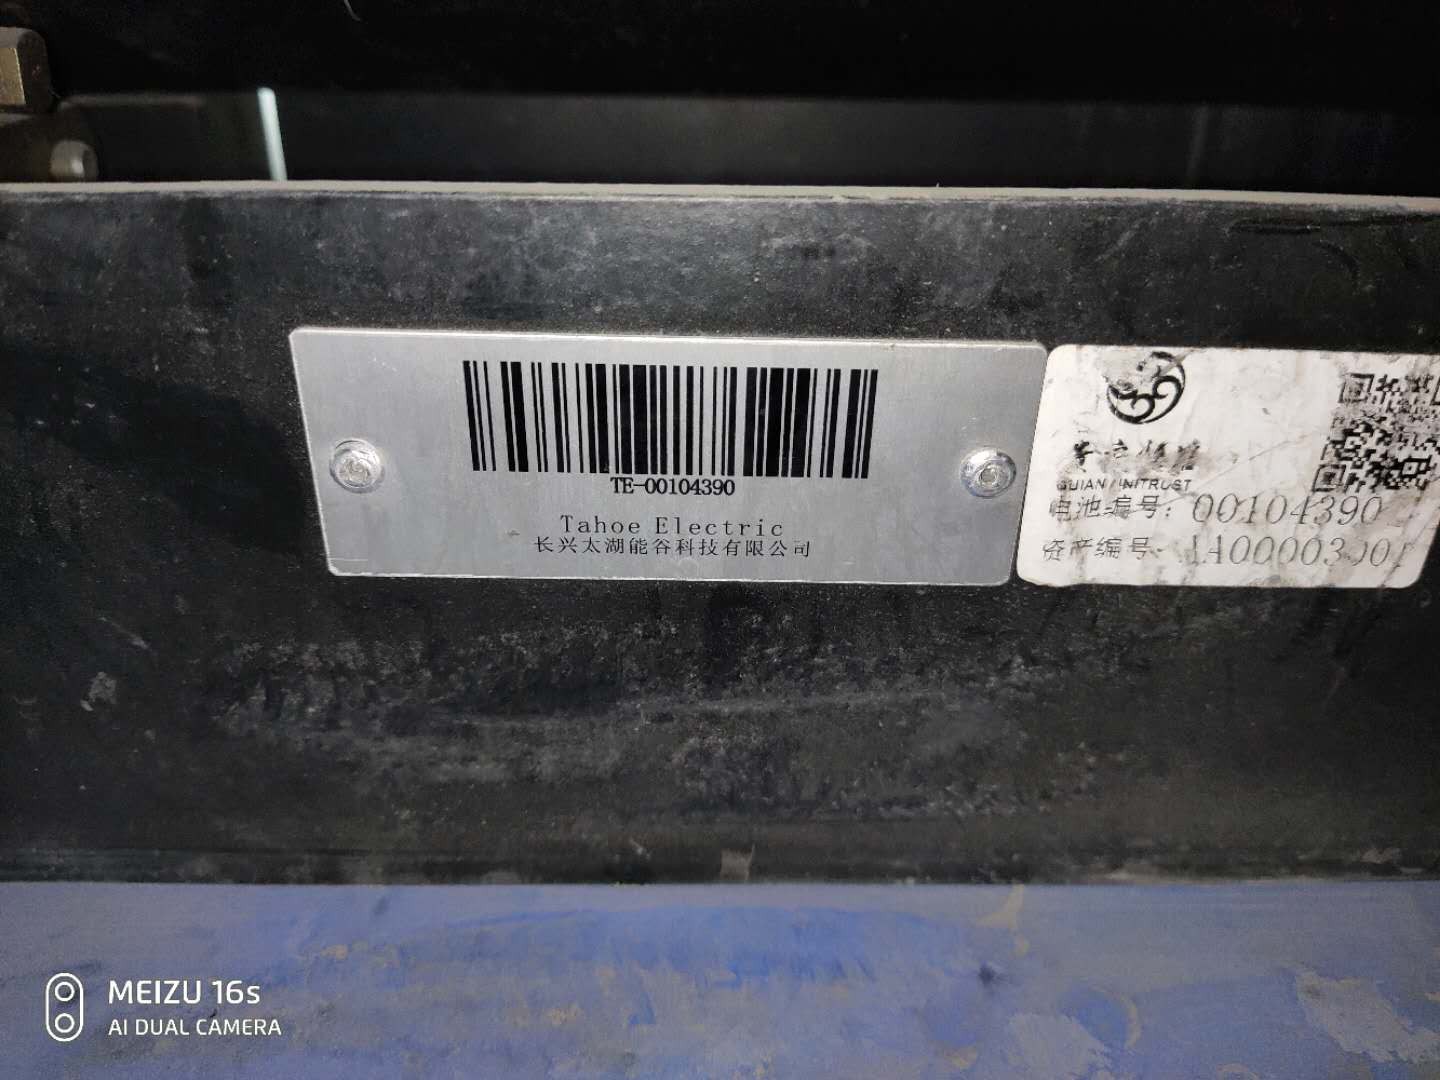 TE-00104390
Tahoe Electric
长兴太湖能谷科技有限公司
GUIAN UNITRUST
电池编号: 00104390
资产编号:
MEIZU 16s
AI DUAL CAMERA